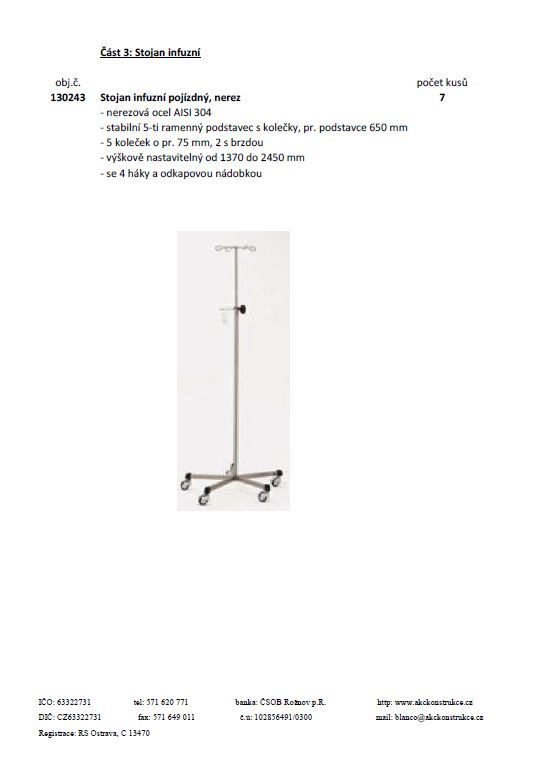 Část 3: Stojan infuzní
obj.č. počet kusů
130243 Stojan infuzní pojízdný, nerez 7
- nerezová ocel AISI 304
- stabilní 5-ti ramenný podstavec s kolečky, pr. podstavce 650 mm
- 5 koleček o pr. 75 mm, 2 s brzdou
- výškově nastavitelný od 1370 do 2450 mm
- se 4 háky a odkapovou nádobkou
IČO: 63322731 tel: 571 620 771 banka: ČSOB Rožnov p.R. http: www.akckonstrukce.cz
DIČ: CZ63322731 fax: 571 649 011 č.ú: 102856491/0300 mail: blanco@akckonstrukce.cz
Registrace: RS Ostrava, C 13470